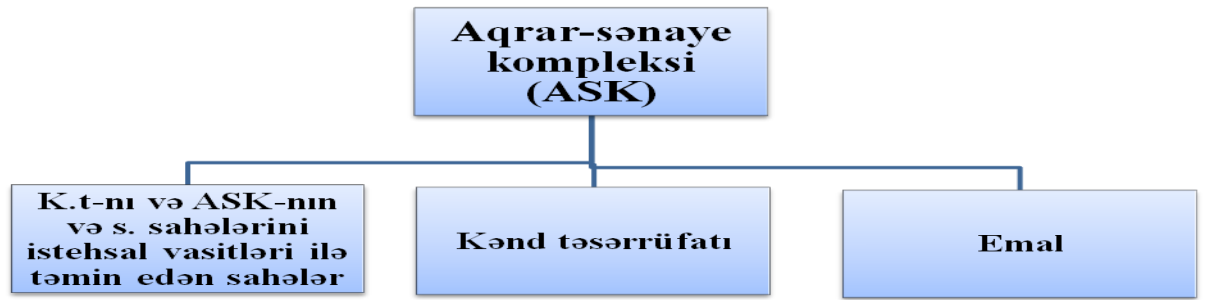 Aqrar-sənaye
kompleksi
(ASK)
K.t-nı və ASK-nın
və s. sahələrini
istehsal vasitləri ilə
təmin edən sahələr
Kənd təsərrüfatı
Emal